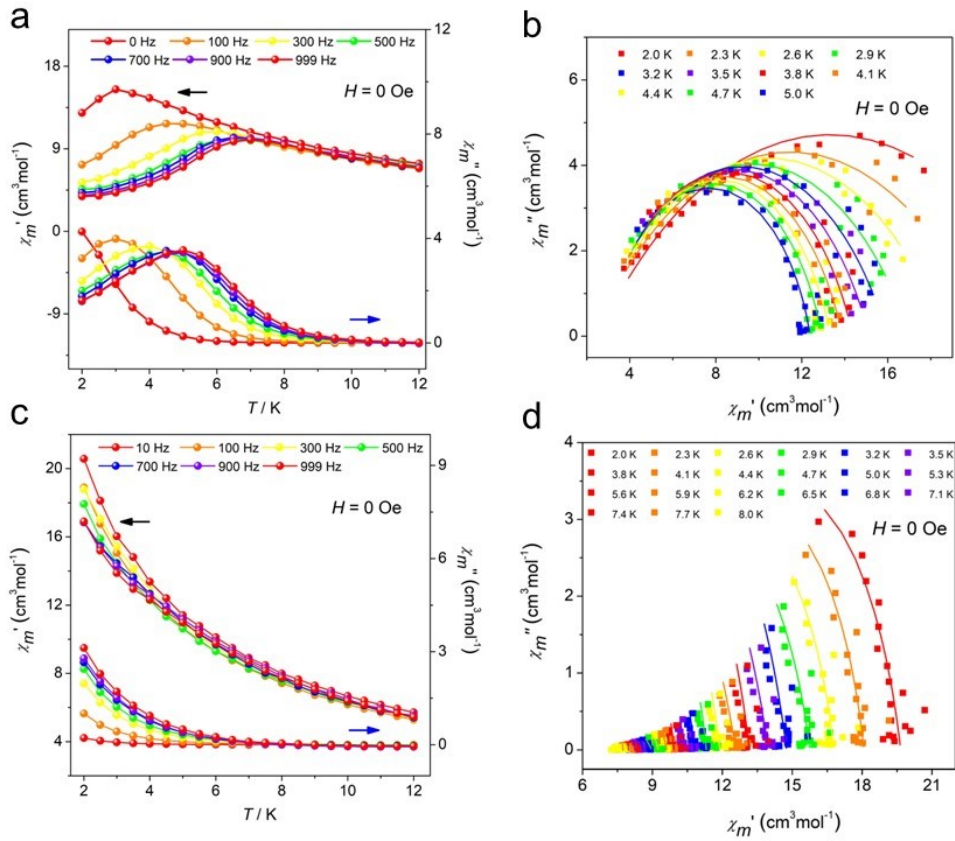 a
0 Hz 100 Hz 300 Hz 500 Hz
700 Hz 900 Hz 999 Hz
H = 0 Oe
18
9
0
-9
12
8
4
0
χm' (cm³mol⁻¹)
χm'' (cm³mol⁻¹)
2 4 6 8 10 12
T / K
b
2.0 K 2.3 K 2.6 K 2.9 K
3.2 K 3.5 K 3.8 K 4.1 K
4.4 K 4.7 K 5.0 K
H = 0 Oe
6
4
2
0
χm'' (cm³mol⁻¹)
4 8 12 16
χm' (cm³mol⁻¹)
c
10 Hz 100 Hz 300 Hz 500 Hz
700 Hz 900 Hz 999 Hz
H = 0 Oe
20
16
12
8
4
9
6
3
0
χm' (cm³mol⁻¹)
χm'' (cm³mol⁻¹)
2 4 6 8 10 12
T / K
d
2.0 K 2.3 K 2.6 K 2.9 K 3.2 K 3.5 K
3.8 K 4.1 K 4.4 K 4.7 K 5.0 K 5.3 K
5.6 K 5.9 K 6.2 K 6.5 K 6.8 K 7.1 K
7.4 K 7.7 K 8.0 K
H = 0 Oe
4
3
2
1
0
χm'' (cm³mol⁻¹)
6 9 12 15 18 21
χm' (cm³mol⁻¹)